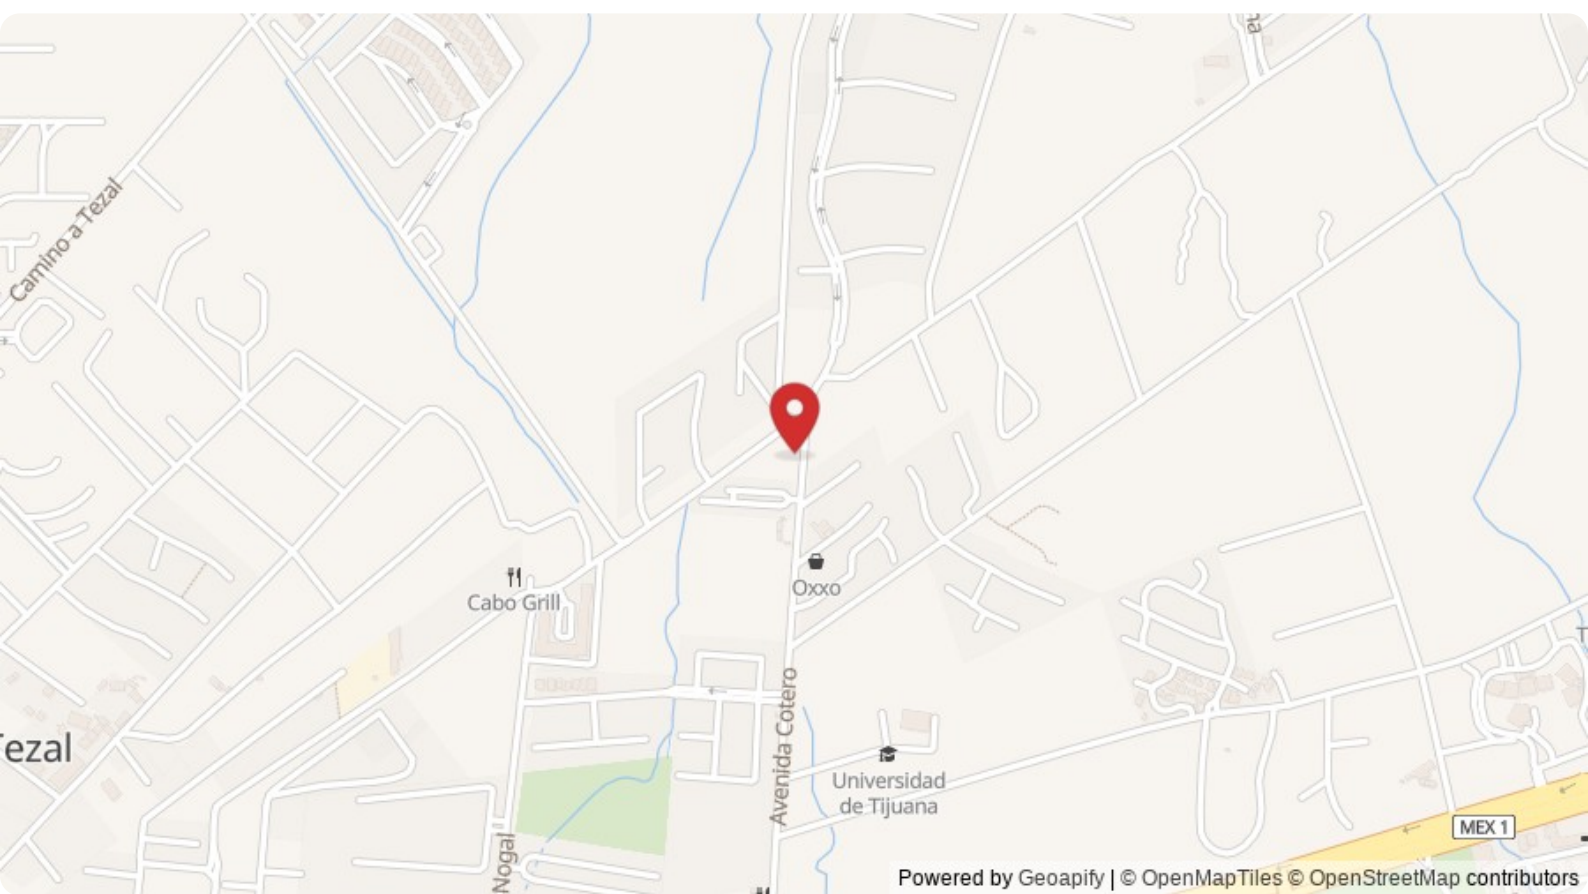 Camino a Tezal
Cabo Grill
Oxxo
Avenida Cotero
Universidad
de Tijuana
Nogal
MEX 1
Powered by Geoapify | © OpenMapTiles © OpenStreetMap contributors